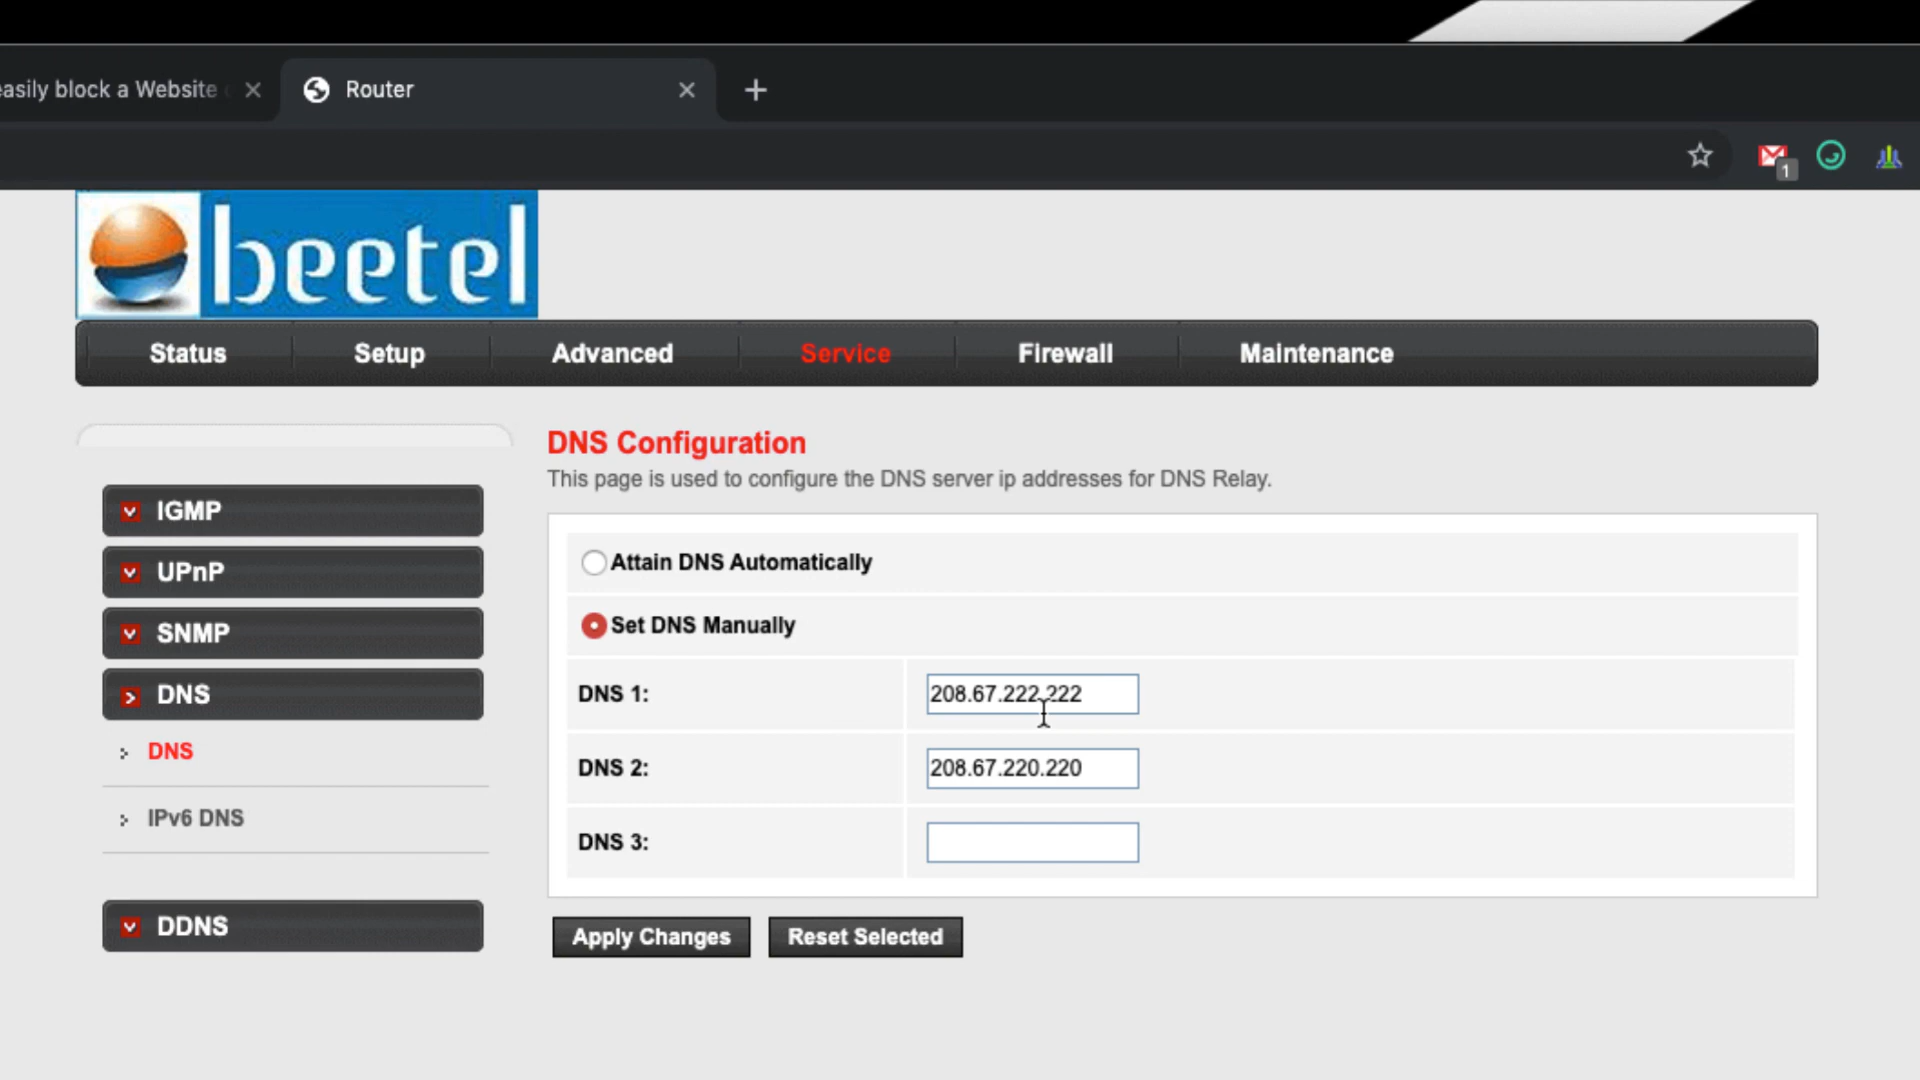 easily block a Website
Router
1
beetel
Status Setup Advanced Service Firewall Maintenance
DNS Configuration
This page is used to configure the DNS server ip addresses for DNS Relay.
IGMP
UPnP
SNMP
DNS
DNS
IPv6 DNS
DDNS
Attain DNS Automatically
Set DNS Manually
DNS 1: 208.67.222.222
DNS 2: 208.67.220.220
DNS 3:
Apply Changes Reset Selected